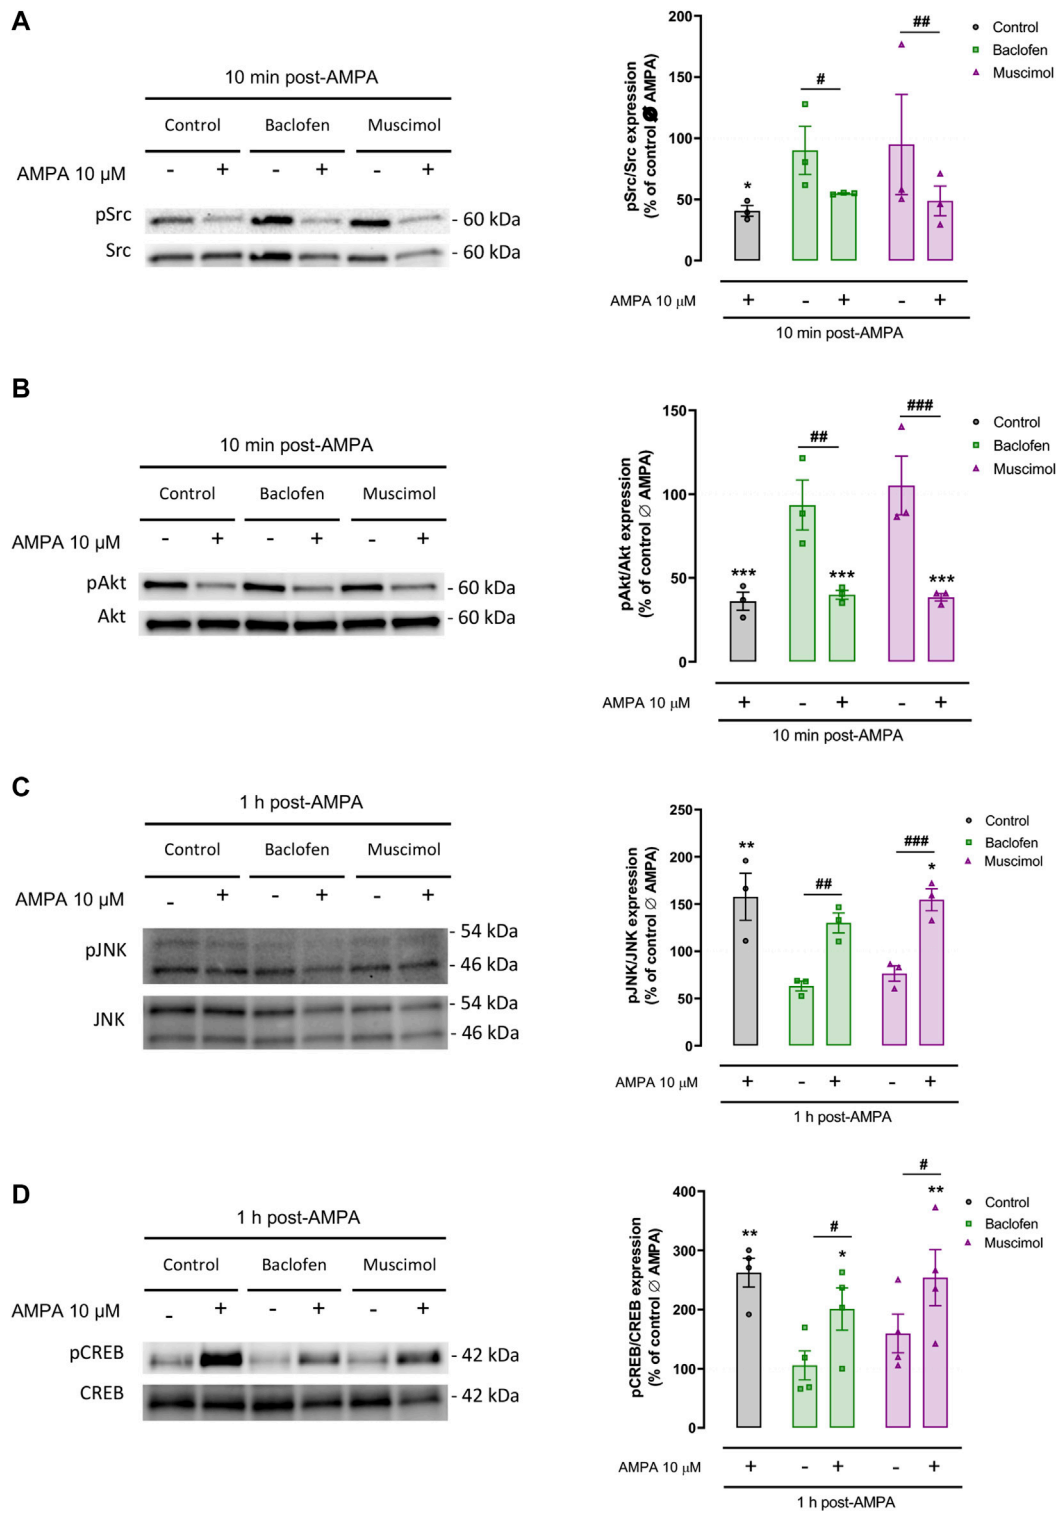 A
10 min post-AMPA
Control Baclofen Muscimol
AMPA 10 µM - + - + - +
pSrc - 60 kDa
Src - 60 kDa
pSrc/Src expression
(% of control Ø AMPA)
200
150
100
50
0
*
#
##
Control
Baclofen
Muscimol
AMPA 10 µM + - + - +
10 min post-AMPA
B
10 min post-AMPA
Control Baclofen Muscimol
AMPA 10 µM - + - + - +
pAkt - 60 kDa
Akt - 60 kDa
pAkt/Akt expression
(% of control ∅ AMPA)
150
100
50
0
***
##
***
###
***
Control
Baclofen
Muscimol
AMPA 10 µM + - + - +
10 min post-AMPA
C
1 h post-AMPA
Control Baclofen Muscimol
AMPA 10 µM - + - + - +
pJNK - 54 kDa
- 46 kDa
JNK - 54 kDa
- 46 kDa
pJNK/JNK expression
(% of control ∅ AMPA)
250
200
150
100
50
0
**
##
###
*
Control
Baclofen
Muscimol
AMPA 10 µM + - + - +
1 h post-AMPA
D
1 h post-AMPA
Control Baclofen Muscimol
AMPA 10 µM - + - + - +
pCREB - 42 kDa
CREB - 42 kDa
pCREB/CREB expression
(% of control ∅ AMPA)
400
300
200
100
0
**
#
*
#
**
Control
Baclofen
Muscimol
AMPA 10 µM + - + - +
1 h post-AMPA